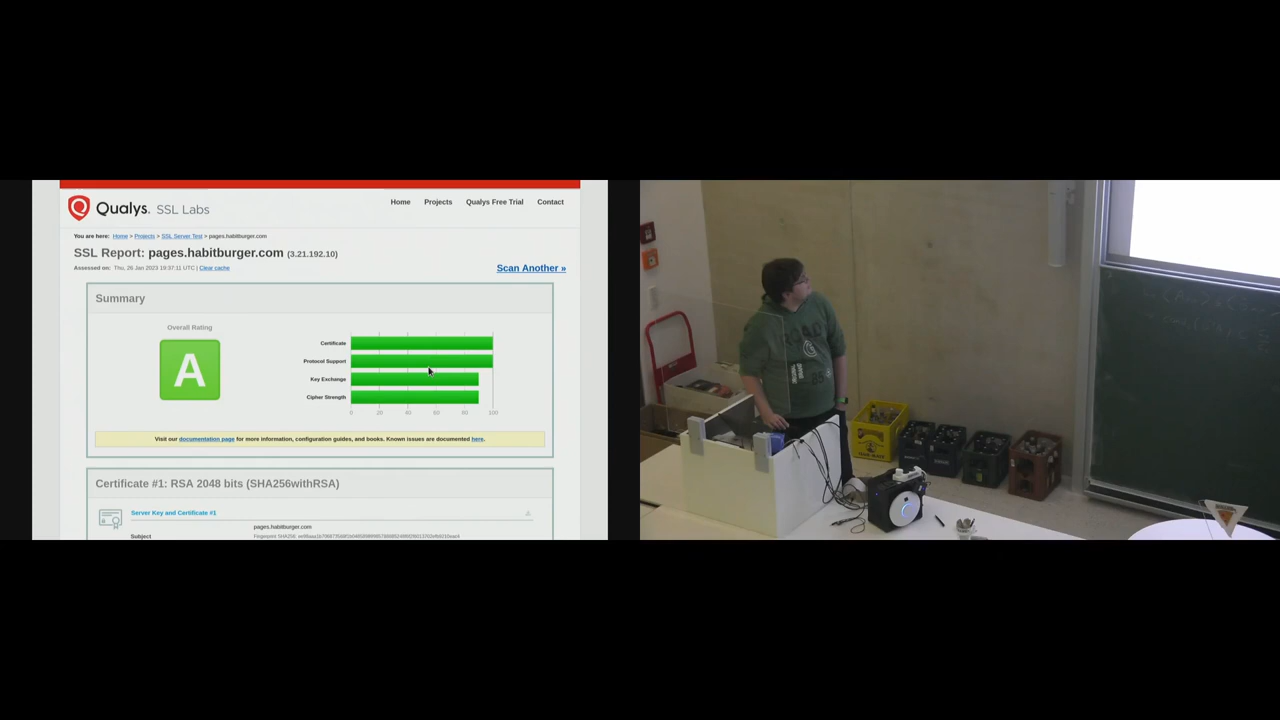 Qualys. SSL Labs
Home Projects Qualys Free Trial Contact
You are here: Home > Projects > SSL Server Test > pages.habitburger.com
SSL Report: pages.habitburger.com (3.21.192.10)
Assessed on: Thu, 26 Jan 2023 19:37:11 UTC | Clear cache
Scan Another »
Summary
Overall Rating
A
Certificate
Protocol Support
Key Exchange
Cipher Strength
0 20 40 60 80 100
Visit our documentation page for more information, configuration guides, and books. Known issues are documented here.
Certificate #1: RSA 2048 bits (SHA256withRSA)
Server Key and Certificate #1
pages.habitburger.com
Subject
Fingerprint SHA256: